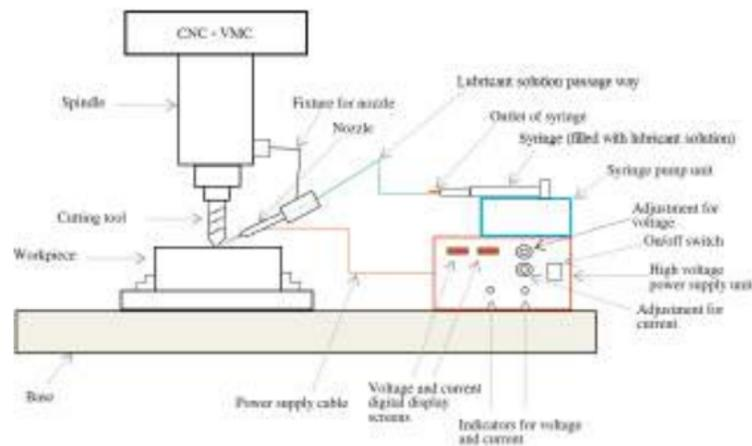 CNC - VMC
Lubricant solution passage way
Spindle
Fixture for nozzle
Outlet of syringe
Nozzle
Syringe (filled with lubricant solution)
Syringe pump unit
Cutting tool
Adjustment for
voltage
On/off switch
Workpiece
High voltage
power supply unit
Adjustment for
current
Base
Power supply cable
Voltage and current
digital display
screens
Indicators for voltage
and current